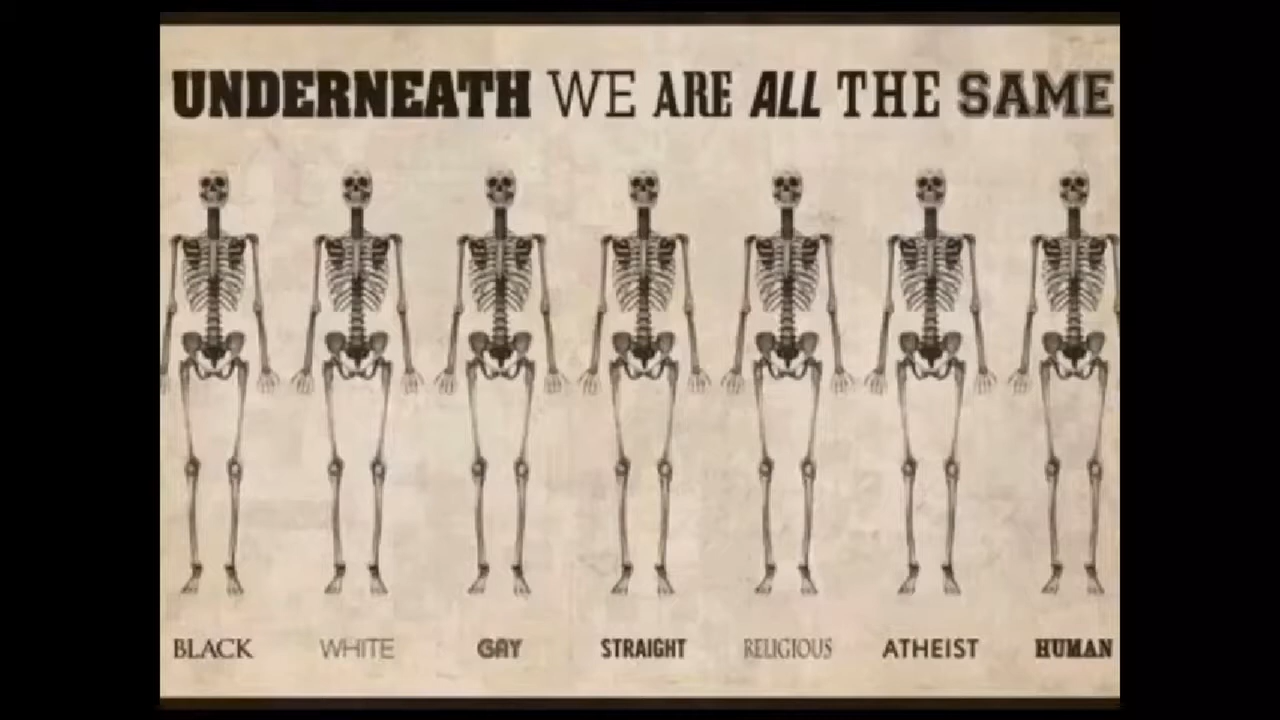 UNDERNEATH WE ARE ALL THE SAME
BLACK WHITE GAY STRAIGHT RELIGIOUS ATHEIST HUMAN